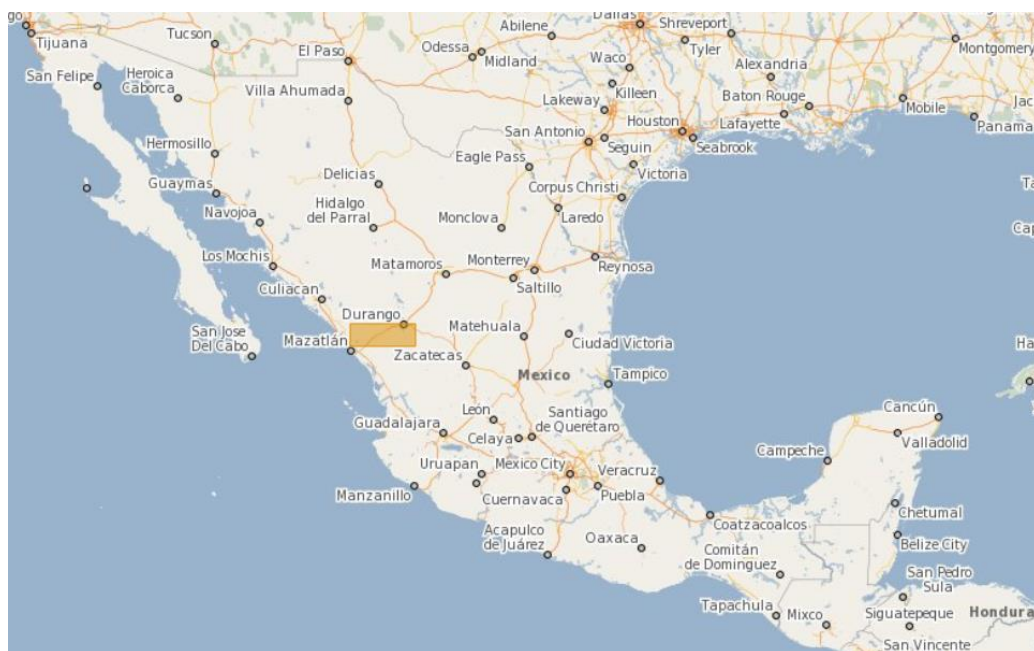 Dallas
Shreveport
Abilene
Tucson
Tijuana
El Paso
Odessa
Midland
Tyler
Montgomery
San Felipe
Heroica
Caborca
Villa Ahumada
Waco
Killeen
Alexandria
Lakeway
Baton Rouge
Mobile
Hermosillo
San Antonio
Houston
Lafayette
Panama
Seguin
Seabrook
Eagle Pass
Victoria
Guaymas
Delicias
Corpus Christi
Navojoa
Hidalgo
del Parral
Monclova
Laredo
Los Mochis
Matamoros
Monterrey
Reynosa
Saltillo
Culiacan
Durango
San Jose
Del Cabo
Mazatlán
Matehuala
Ciudad Victoria
Zacatecas
Mexico
Tampico
León
Santiago
de Querétaro
Cancún
Guadalajara
Celaya
Valladolid
Campeche
Uruapan
Mexico City
Veracruz
Manzanillo
Cuernavaca
Puebla
Chetumal
Coatzacoalcos
Acapulco
de Juárez
Oaxaca
Belize City
Comitán
de Dominguez
San Pedro
Sula
Tapachula
Mixco
Siguatepeque
Hondura
San Vincente